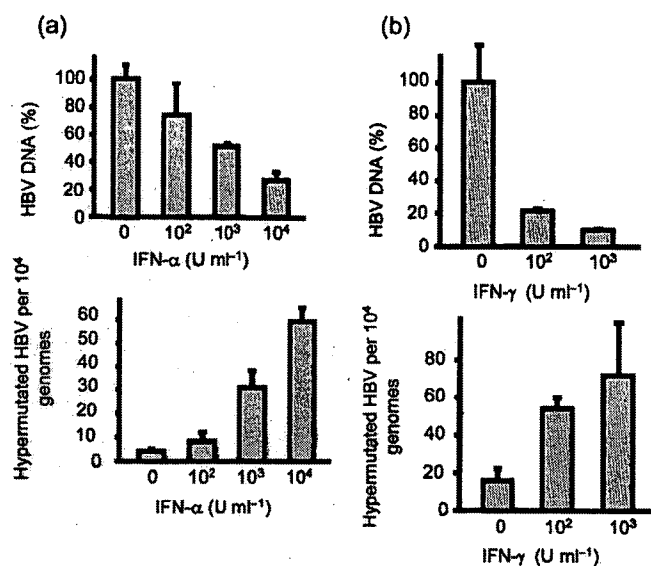 (a)
HBV DNA (%)
100
80
60
40
20
0
0 10² 10³ 10⁴
IFN-α (U ml⁻¹)
(b)
HBV DNA (%)
100
80
60
40
20
0
0 10² 10³
IFN-γ (U ml⁻¹)
Hypermutated HBV per 10⁴
genomes
60
50
40
30
20
10
0
0 10² 10³ 10⁴
IFN-α (U ml⁻¹)
Hypermutated HBV per 10⁴
genomes
80
60
40
20
0
0 10² 10³
IFN-γ (U ml⁻¹)